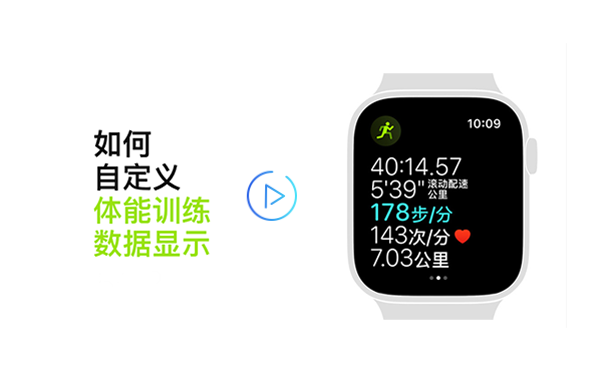 如何
自定义
体能训练
数据显示
10:09
40:14.57
5'39"滚动配速
公里
178步/分
143次/分
7.03公里